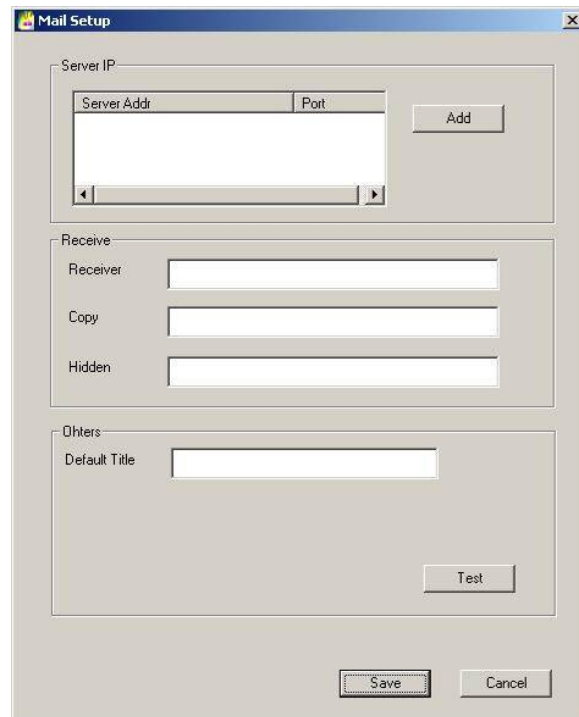 Mail Setup
Server IP
Server Addr Port
Add
Receive
Receiver
Copy
Hidden
Ohters
Default Title
Test
Save Cancel